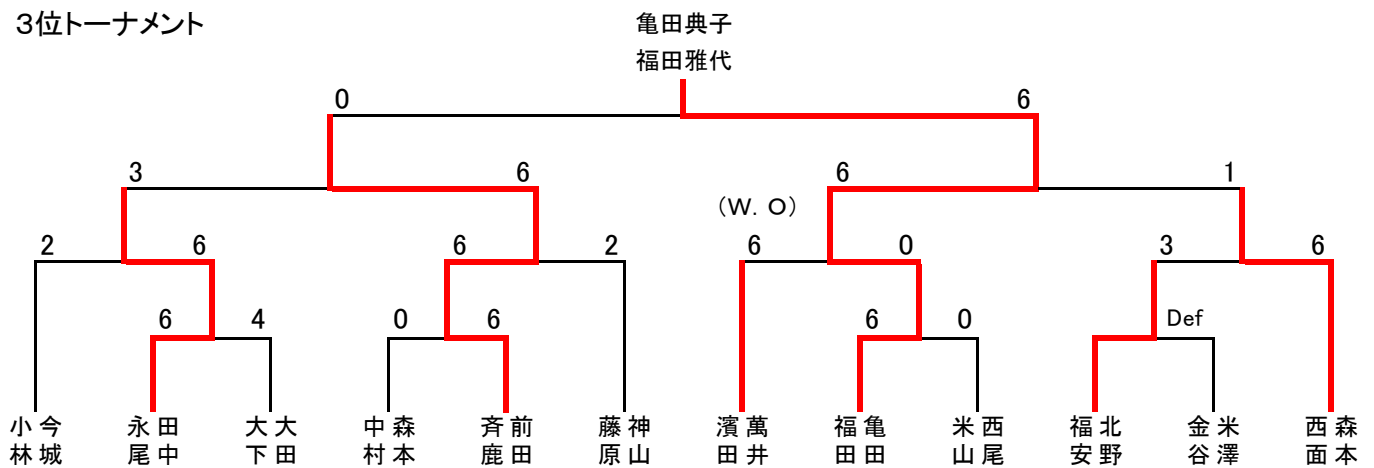 3位トーナメント
亀田典子
福田雅代
0
6
3
6
6
1
(W.O)
2
6
6
2
6
0
3
6
6
4
0
6
6
0
Def
今城
小林
田中
永尾
大田
大下
森本
中村
前田
斉鹿
神山
藤原
萬井
濱田
亀田
福田
西尾
米山
北野
福安
米澤
金谷
森本
西面